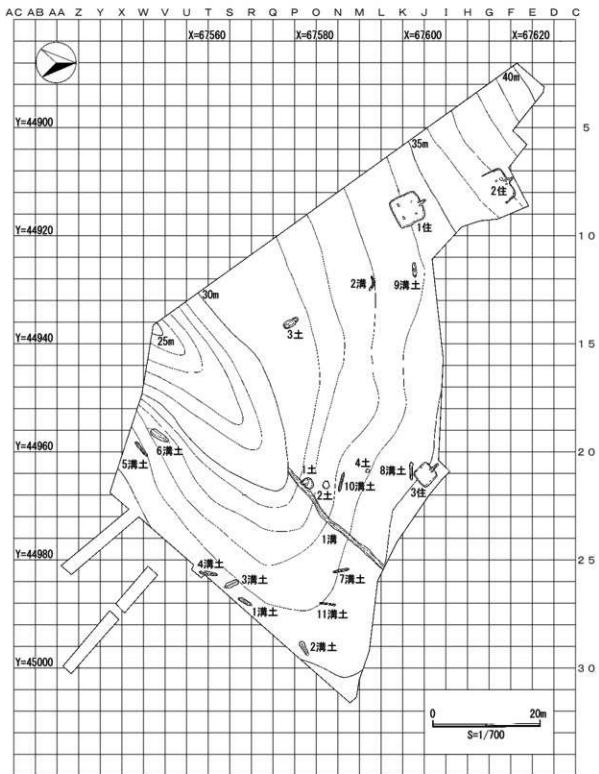 AC AB AA Z Y X W V U T S R Q P O N M L K J I H G F E D C
X=67560 X=67580 X=67600 X=67620
40m
Y=44900
5
35m
2住
1住
Y=44920
10
2溝
9溝土
30m
3土
25m
Y=44940
15
6溝土
5溝土
Y=44960
20
1土
4土
8溝土
2土
10溝土
3住
1溝
Y=44980
25
4溝土
3溝土
7溝土
1溝土
11溝土
2溝土
Y=45000
30
0 20m
S=1/700